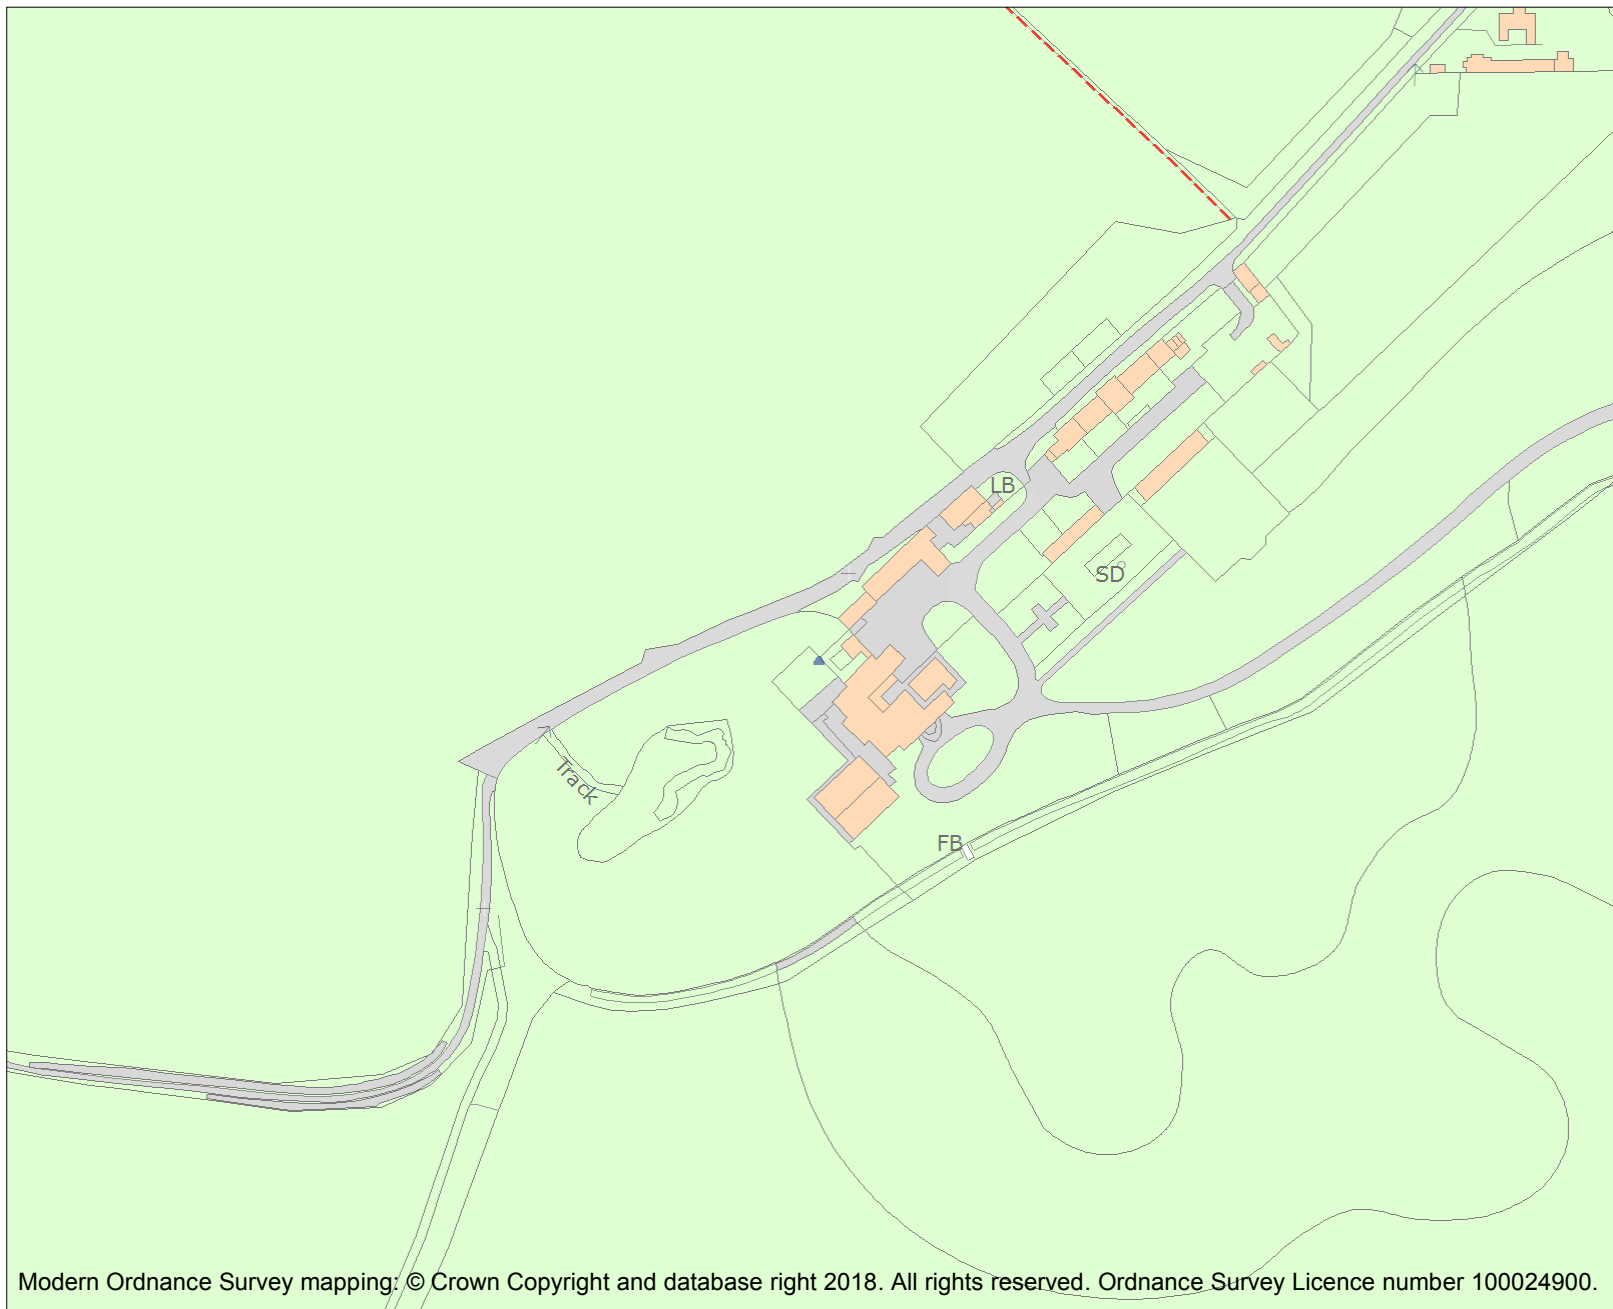 LB
SD
Track
FB
Modern Ordnance Survey mapping: © Crown Copyright and database right 2018. All rights reserved. Ordnance Survey Licence number 100024900.